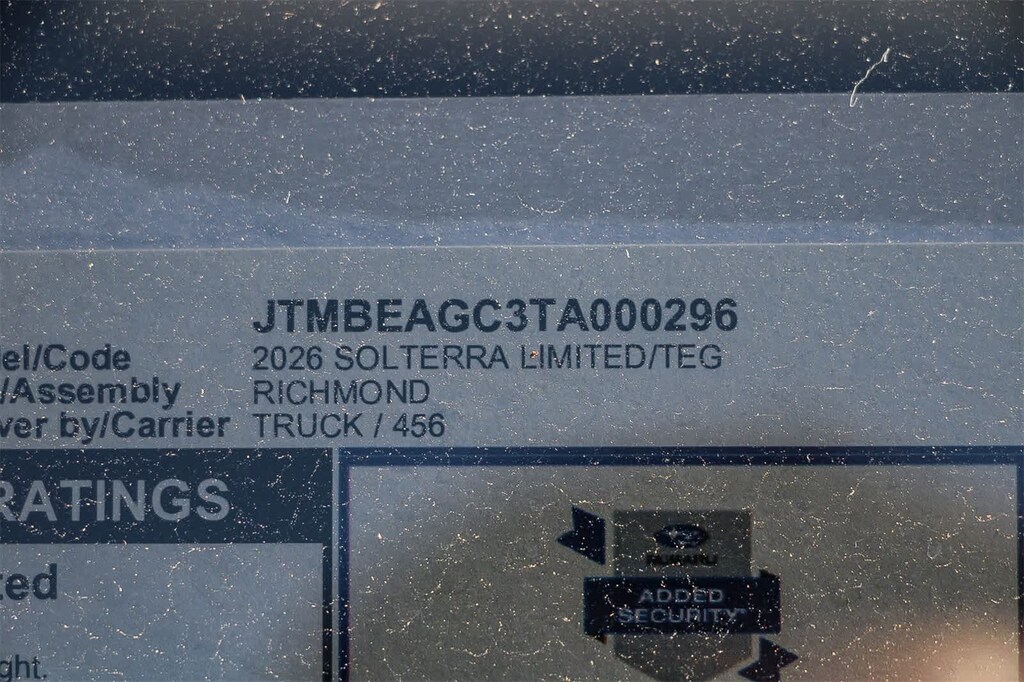 JTMBEAGC3TA000296
el/Code 2026 SOLTERRA LIMITED/TEG
/Assembly RICHMOND
ver by/Carrier TRUCK / 456
RATINGS
ted
ght.
SUBARU
ADDED
SECURITY™